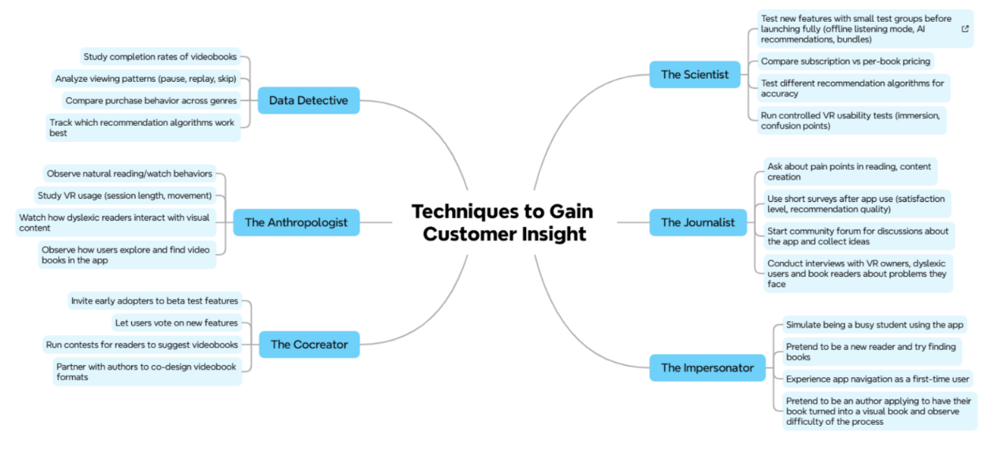 Techniques to Gain
Customer Insight
Data Detective
Study completion rates of videobooks
Analyze viewing patterns (pause, replay, skip)
Compare purchase behavior across genres
Track which recommendation algorithms work
best
The Anthropologist
Observe natural reading/watch behaviors
Study VR usage (session length, movement)
Watch how dyslexic readers interact with visual
content
Observe how users explore and find video
books in the app
The Cocreator
Invite early adopters to beta test features
Let users vote on new features
Run contests for readers to suggest videobooks
Partner with authors to co-design videobook
formats
The Scientist
Test new features with small test groups before
launching fully (offline listening mode, AI
recommendations, bundles)
Compare subscription vs per-book pricing
Test different recommendation algorithms for
accuracy
Run controlled VR usability tests (immersion,
confusion points)
The Journalist
Ask about pain points in reading, content
creation
Use short surveys after app use (satisfaction
level, recommendation quality)
Start community forum for discussions about
the app and collect ideas
Conduct interviews with VR owners, dyslexic
users and book readers about problems they
face
The Impersonator
Simulate being a busy student using the app
Pretend to be a new reader and try finding
books
Experience app navigation as a first-time user
Pretend to be an author applying to have their
book turned into a visual book and observe
difficulty of the process